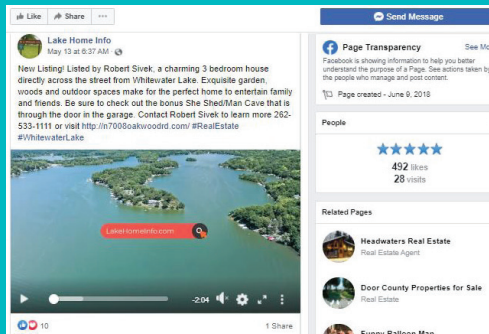 Like Share ...
Send Message
Lake Home Info
May 13 at 6:37 AM ·
New Listing! Listed by Robert Sivek, a charming 3 bedroom house
directly across the street from Whitewater Lake. Exquisite garden,
woods and outdoor spaces make for the perfect home to entertain family
and friends. Be sure to check out the bonus She Shed/Man Cave that is
through the door in the garage. Contact Robert Sivek to learn more 262-
533-1111 or visit http://n7008oakwoodrd.com/ #RealEstate
#WhitewaterLake
LakeHomeInfo.com
-2:04
10
1 Share
Page Transparency
See Mo
Facebook is showing information to help you better
understand the purpose of a Page. See actions taken by
the people who manage and post content.
Page created - June 9, 2018
People
492 likes
28 visits
Related Pages
Headwaters Real Estate
Real Estate Agent
Door County Properties for Sale
Real Estate
Funny Balloon Man